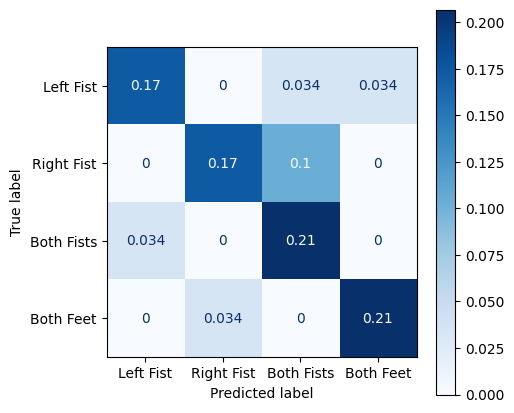 Left Fist 0.17 0 0.034 0.034
Right Fist 0 0.17 0.1 0
Both Fists 0.034 0 0.21 0
Both Feet 0 0.034 0 0.21
True label
Left Fist Right Fist Both Fists Both Feet
Predicted label
0.200
0.175
0.150
0.125
0.100
0.075
0.050
0.025
0.000